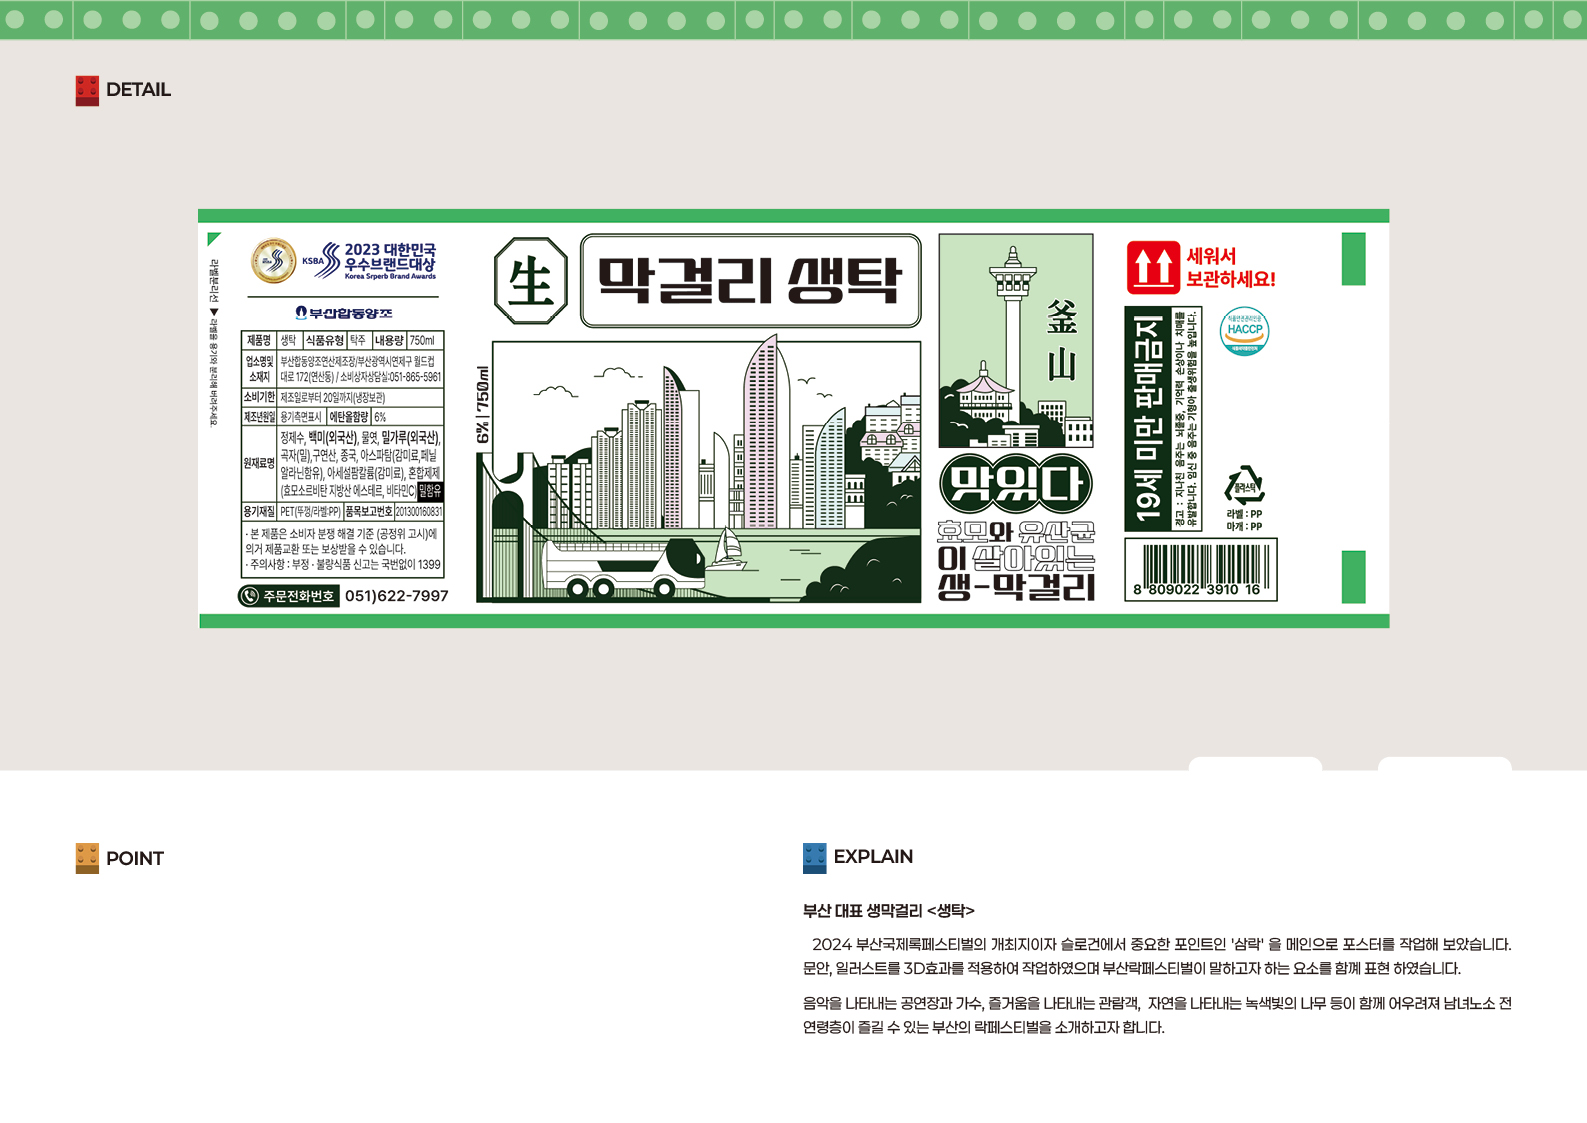 DETAIL
라벨분리선 ▼ 라벨을 용기와 분리해 버려주세요.
KSBA
2023 대한민국
우수브랜드대상
Korea Srperb Brand Awards
부산합동양조
제품명 생탁 식품유형 탁주 내용량 750ml
업소명및 소재지 부산합동양조연산제조장/부산광역시연제구 월드컵
대로 172(연산동) / 소비상자상담실:051-865-5961
소비기한 제조일로부터 20일까지(냉장보관)
제조년원일 용기측면표시 에탄올함량 6%
원재료명 정제수, 백미(외국산), 물엿, 밀가루(외국산),
곡자(밀),구연산, 종국, 아스파탐(감미료,페닐
알라닌함유), 아세설팜칼륨(감미료), 혼합제제
(효모소르비탄 지방산 에스테르, 비타민C) 밀함유
용기재질 PET(뚜껑/라벨:PP) 품목보고번호 201300160831
· 본 제품은 소비자 분쟁 해결 기준 (공정위 고시)에
의거 제품교환 또는 보상받을 수 있습니다.
· 주의사항 : 부정 · 불량식품 신고는 국번없이 1399
주문전화번호 051)622-7997
生
막걸리 생탁
6% | 750ml
釜山
맛있다
효모와 유산균
이 살아있는
생-막걸리
세워서
보관하세요!
19세 미만 판매금지
경고 : 지나친 음주는 뇌졸중, 기억력 손상이나 치매를
유발합니다. 임신 중 음주는 기형아 출생위험을 높입니다.
HACCP
플라스틱
라벨 : PP
마개 : PP
8 809022 3910 16
POINT
EXPLAIN
부산 대표 생막걸리 <생탁>
2024 부산국제록페스티벌의 개최지이자 슬로건에서 중요한 포인트인 '삼락' 을 메인으로 포스터를 작업해 보았습니다.
문안, 일러스트를 3D효과를 적용하여 작업하였으며 부산락페스티벌이 말하고자 하는 요소를 함께 표현 하였습니다.
음악을 나타내는 공연장과 가수, 즐거움을 나타내는 관람객, 자연을 나타내는 녹색빛의 나무 등이 함께 어우려져 남녀노소 전
연령층이 즐길 수 있는 부산의 락페스티벌을 소개하고자 합니다.